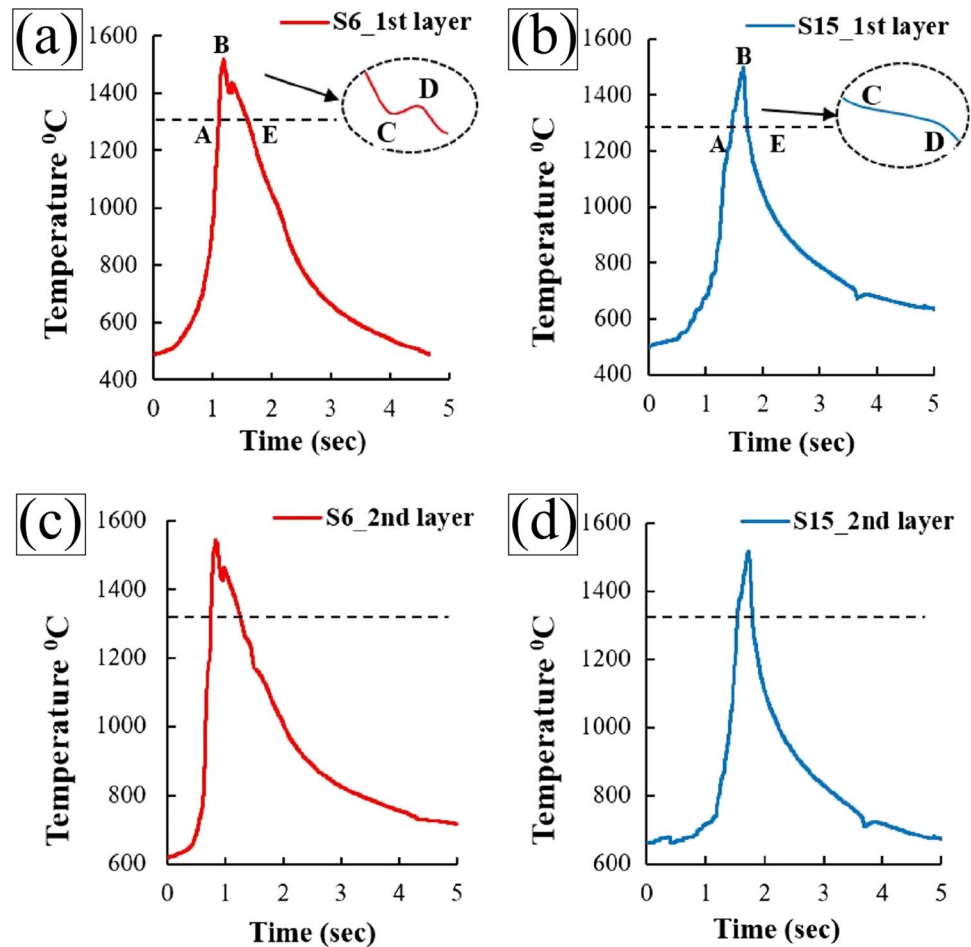 (a)
S6_1st layer
1600
1400
1200
1000
800
600
400
Temperature ⁰C
B
A
E
D
C
0 1 2 3 4 5
Time (sec)
(b)
S15_1st layer
1600
1400
1200
1000
800
600
400
Temperature ⁰C
B
A
E
C
D
0 1 2 3 4 5
Time (sec)
(c)
S6_2nd layer
1600
1400
1200
1000
800
600
Temperature ⁰C
0 1 2 3 4 5
Time (sec)
(d)
S15_2nd layer
1600
1400
1200
1000
800
600
Temperature ⁰C
0 1 2 3 4 5
Time (sec)